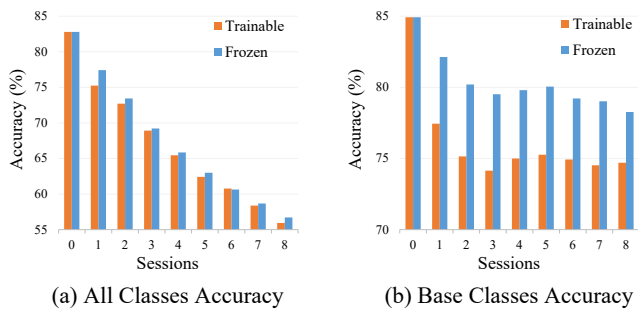 85
80
75
70
65
60
55
Accuracy (%)
Trainable
Frozen
0 1 2 3 4 5 6 7 8
Sessions
(a) All Classes Accuracy
85
80
75
70
Accuracy (%)
Trainable
Frozen
0 1 2 3 4 5 6 7 8
Sessions
(b) Base Classes Accuracy